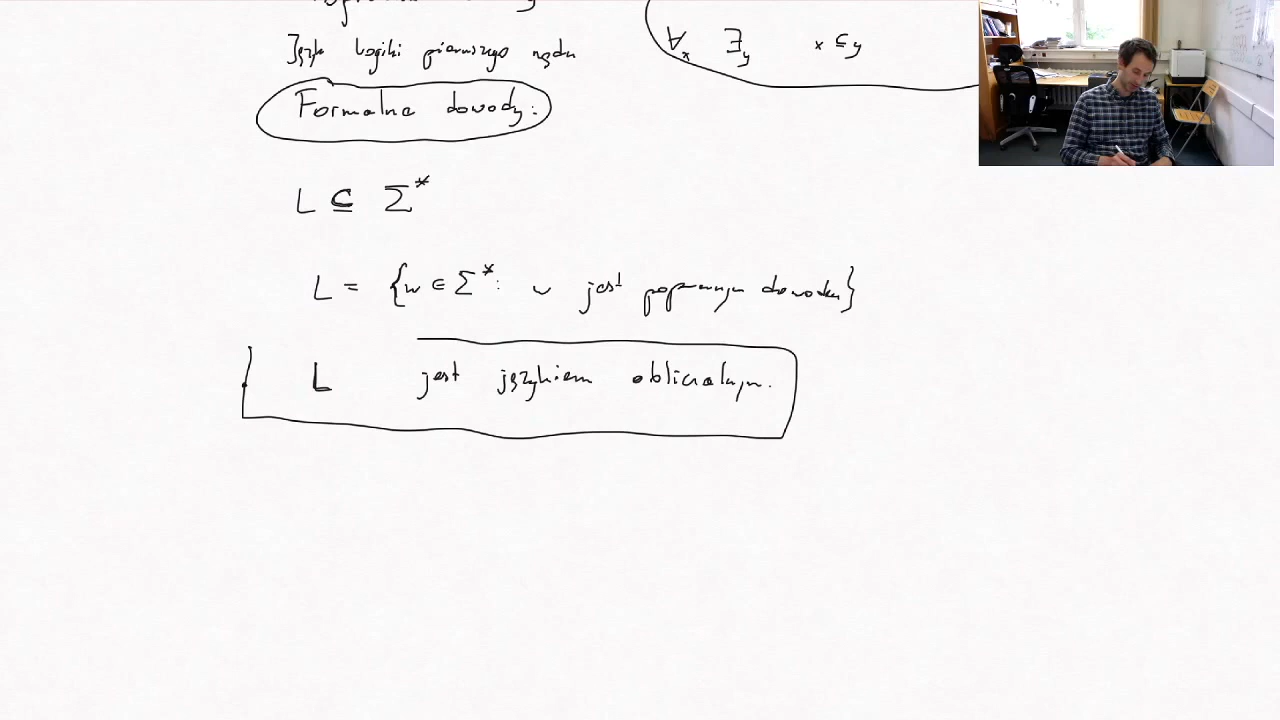 Język logiki pierwszego rzędu
∀x ∃y x ⊆ y
Formalne dowody:
L ⊆ Σ*
L = {w ∈ Σ*: w jest poprawnym dowodem}
L jest językiem obliczalnym.